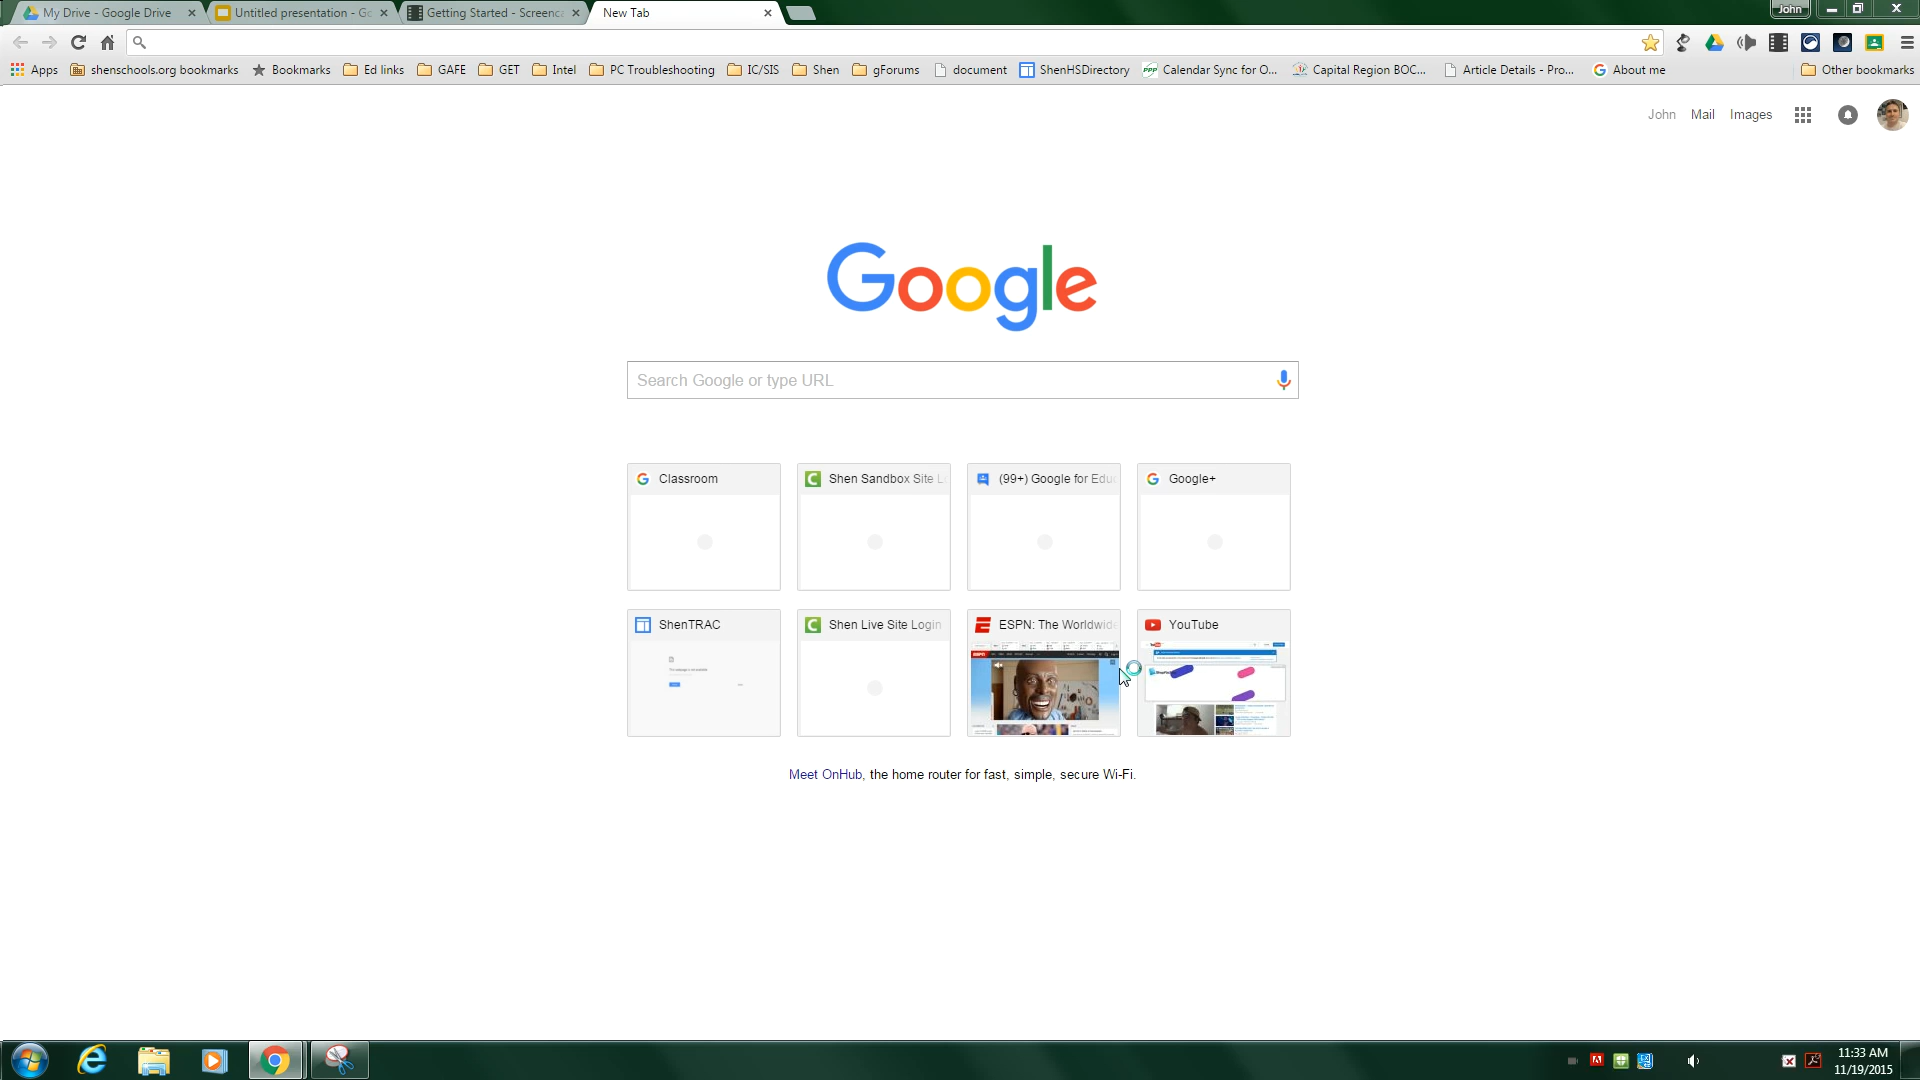 My Drive - Google Drive
Untitled presentation - Go
Getting Started - Screenca
New Tab
John
Apps
shenschools.org bookmarks
Bookmarks
Ed links
GAFE
GET
Intel
PC Troubleshooting
IC/SIS
Shen
gForums
document
ShenHSDirectory
Calendar Sync for O...
Capital Region BOC...
Article Details - Pro...
About me
Other bookmarks
John Mail Images
Google
Search Google or type URL
Classroom
Shen Sandbox Site L
(99+) Google for Edu
Google+
ShenTRAC
Shen Live Site Login
ESPN: The Worldwide
YouTube
Meet OnHub, the home router for fast, simple, secure Wi-Fi.
11:33 AM
11/19/2015